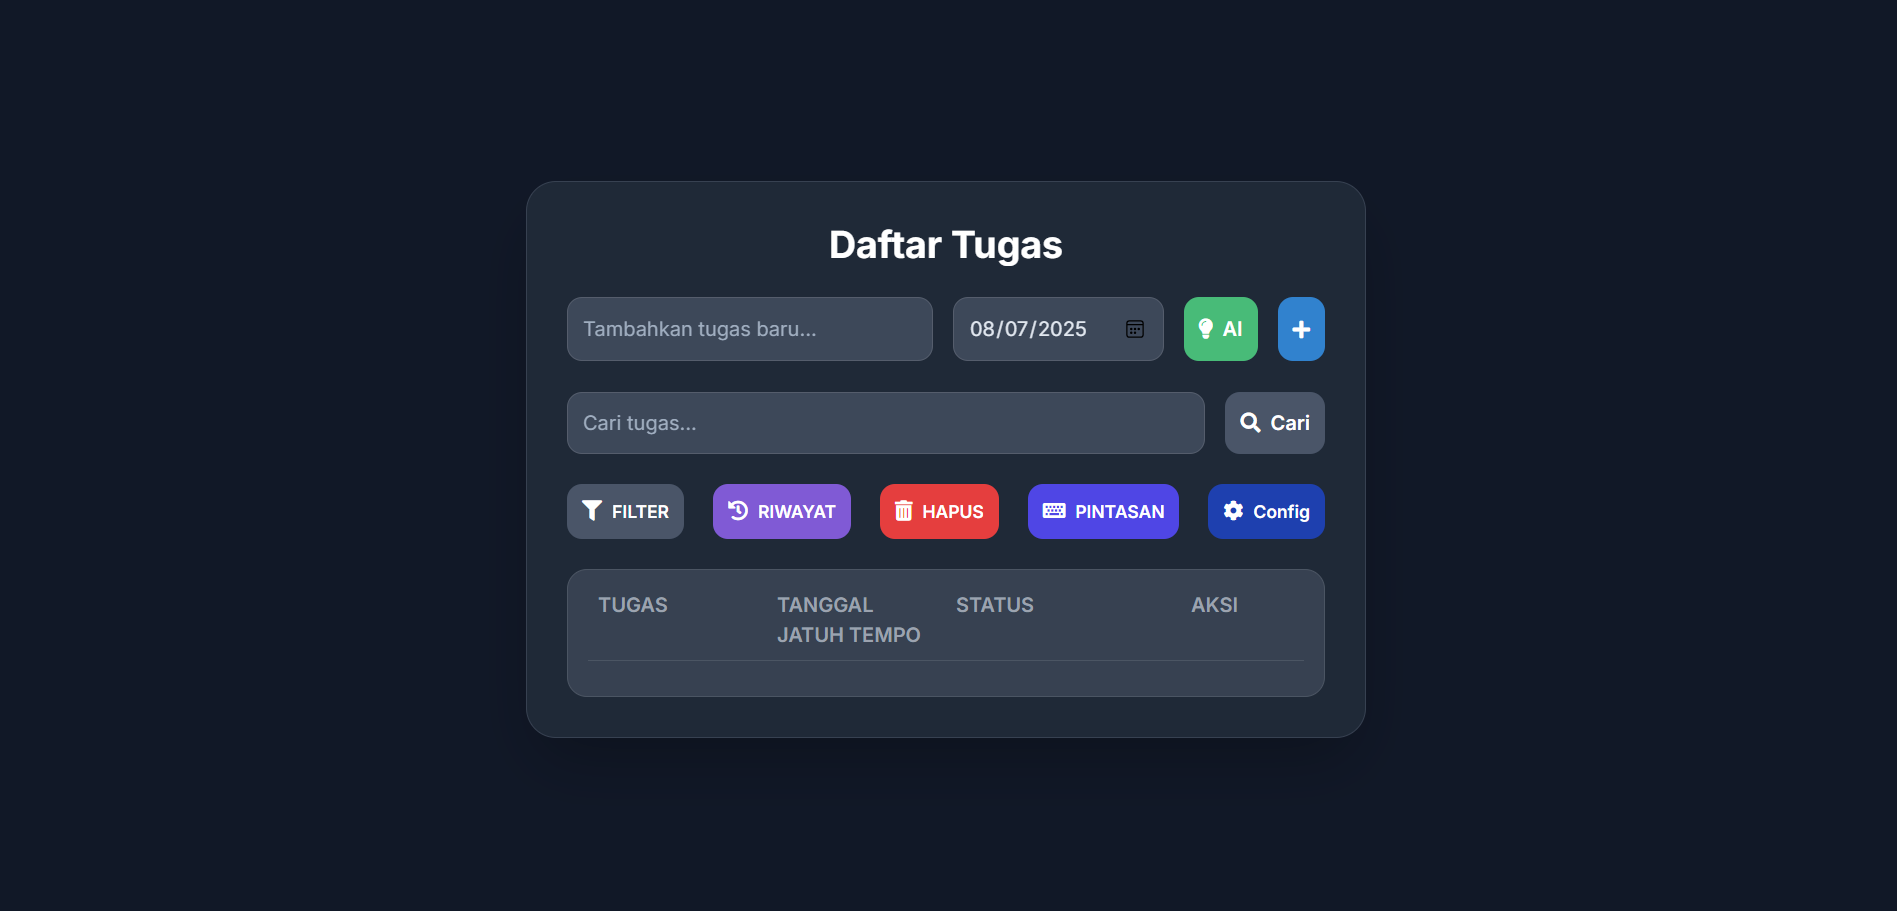 Daftar Tugas
Tambahkan tugas baru...
08/07/2025
AI
Cari tugas...
Cari
FILTER
RIWAYAT
HAPUS
PINTASAN
Config
TUGAS
TANGGAL
JATUH TEMPO
STATUS
AKSI